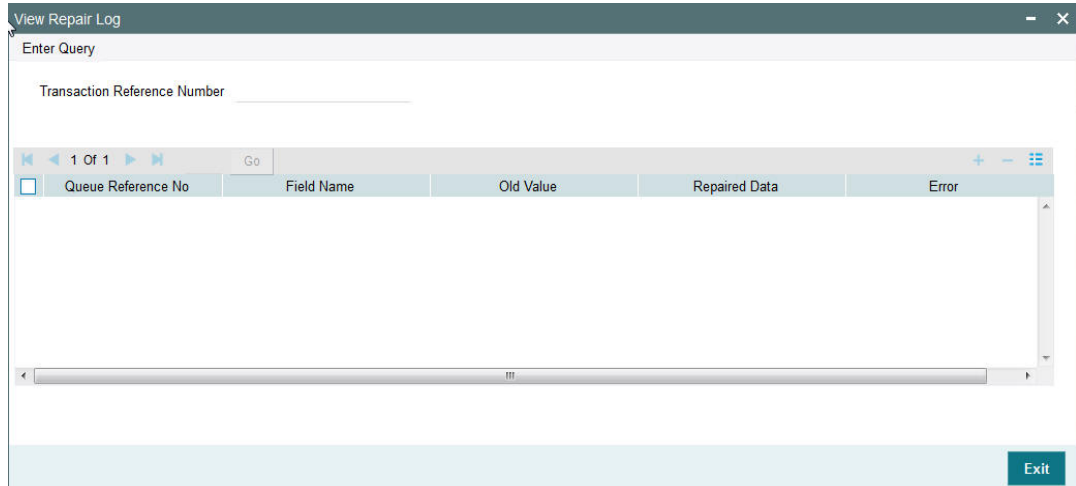 View Repair Log
Enter Query
Transaction Reference Number
1 Of 1 Go
Queue Reference No Field Name Old Value Repaired Data Error
Exit